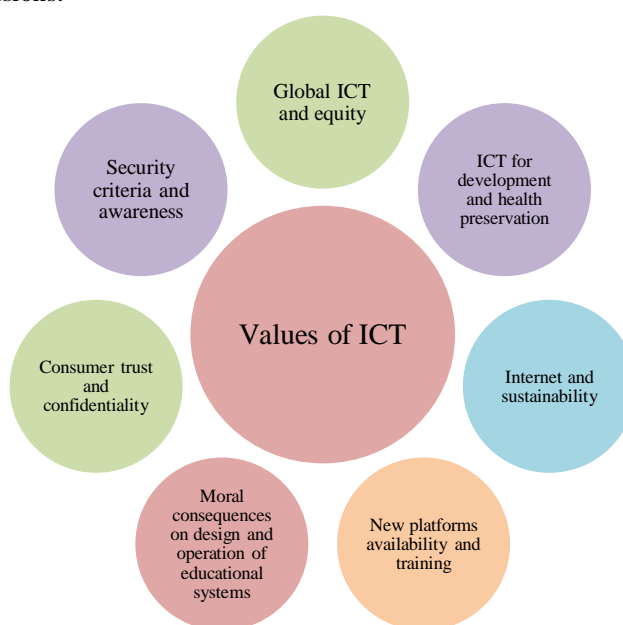 Global ICT
and equity
ICT for
development
and health
preservation
Internet and
sustainability
New platforms
availability and
training
Moral
consequences
on design and
operation of
educational
systems
Consumer trust
and
confidentiality
Security
criteria and
awareness
Values of ICT